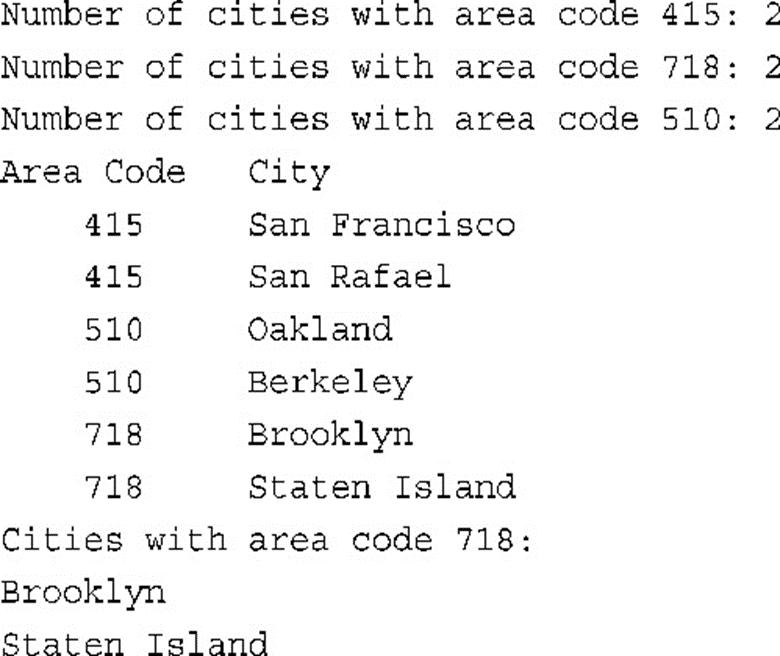 Number of cities with area code 415: 2
Number of cities with area code 718: 2
Number of cities with area code 510: 2
Area Code   City
    415     San Francisco
    415     San Rafael
    510     Oakland
    510     Berkeley
    718     Brooklyn
    718     Staten Island
Cities with area code 718:
Brooklyn
Staten Island